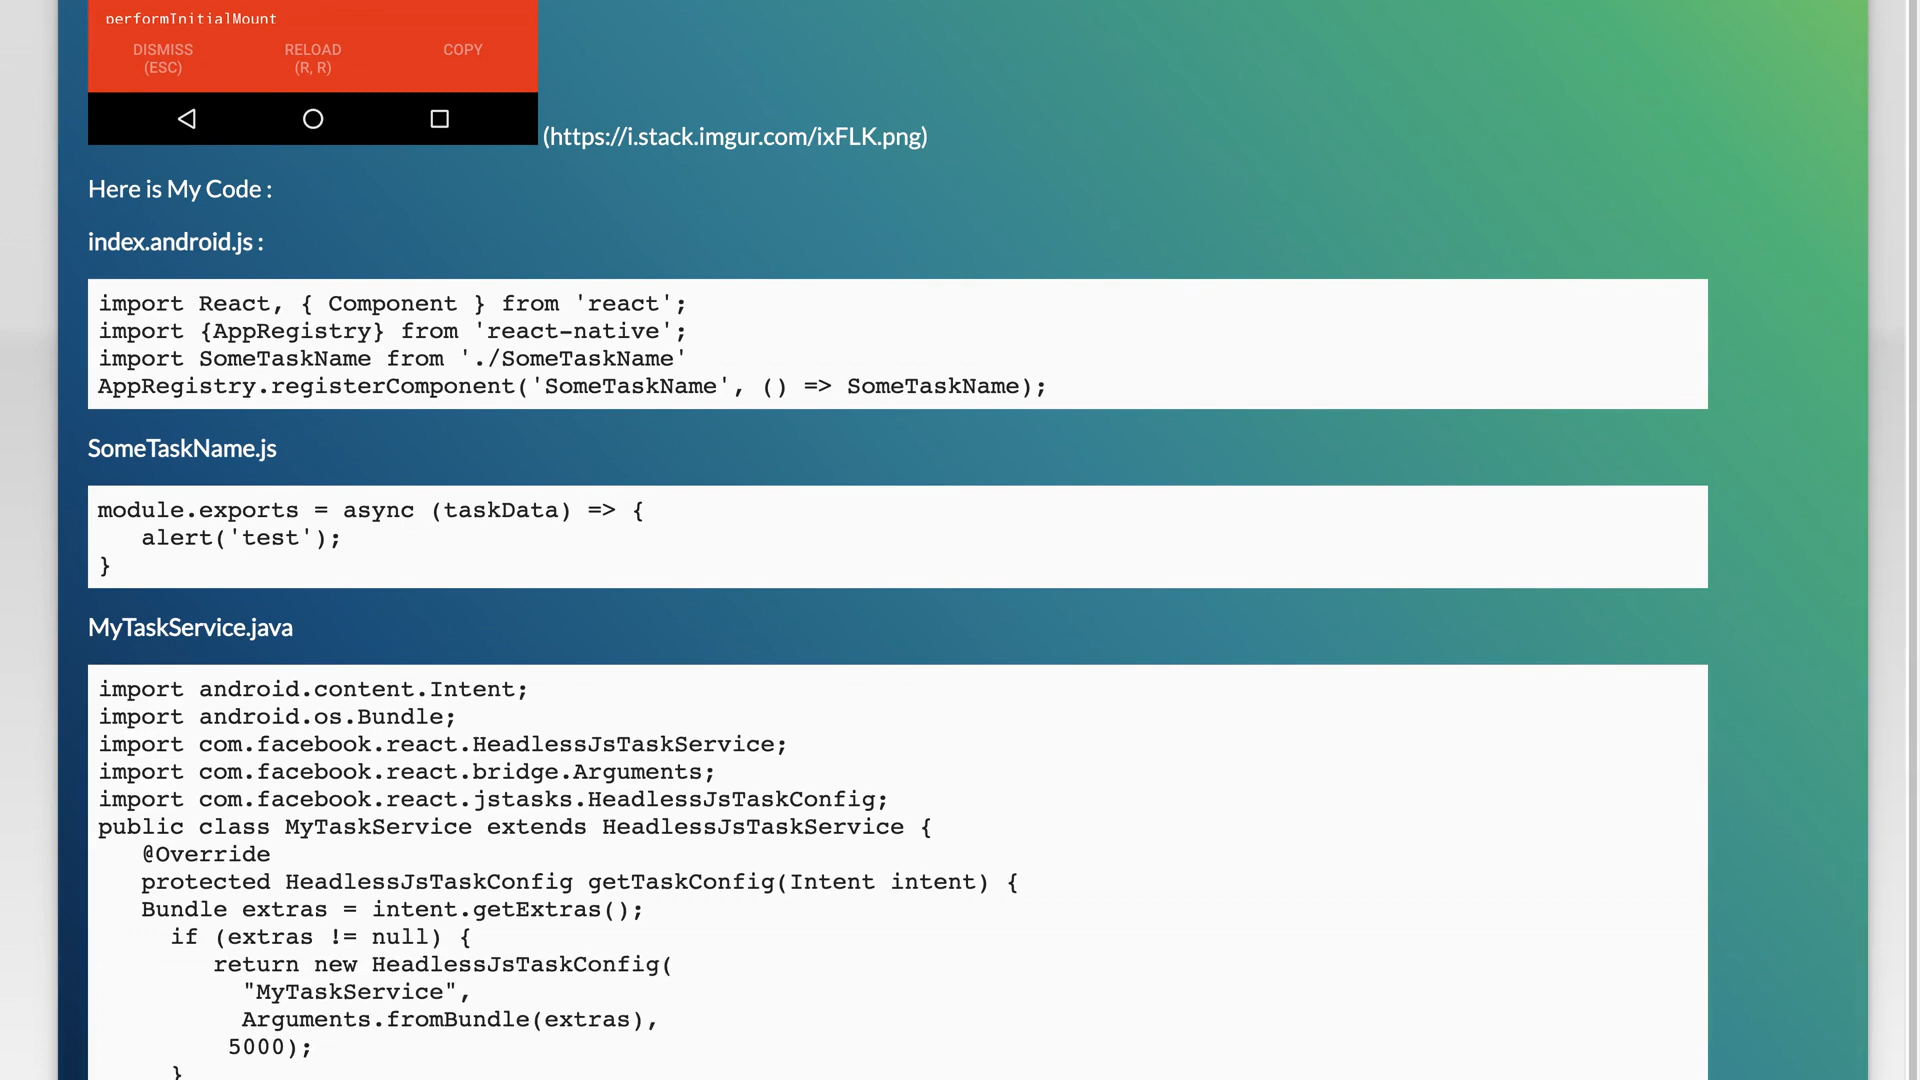 performInitialMount
DISMISS RELOAD COPY
(ESC) (R, R)
(https://i.stack.imgur.com/ixFLK.png)
Here is My Code :
index.android.js :
import React, { Component } from 'react';
import {AppRegistry} from 'react-native';
import SomeTaskName from './SomeTaskName'
AppRegistry.registerComponent('SomeTaskName', () => SomeTaskName);
SomeTaskName.js
module.exports = async (taskData) => {
   alert('test');
}
MyTaskService.java
import android.content.Intent;
import android.os.Bundle;
import com.facebook.react.HeadlessJsTaskService;
import com.facebook.react.bridge.Arguments;
import com.facebook.react.jstasks.HeadlessJsTaskConfig;
public class MyTaskService extends HeadlessJsTaskService {
   @Override
   protected HeadlessJsTaskConfig getTaskConfig(Intent intent) {
   Bundle extras = intent.getExtras();
     if (extras != null) {
        return new HeadlessJsTaskConfig(
          "MyTaskService",
          Arguments.fromBundle(extras),
         5000);
     }